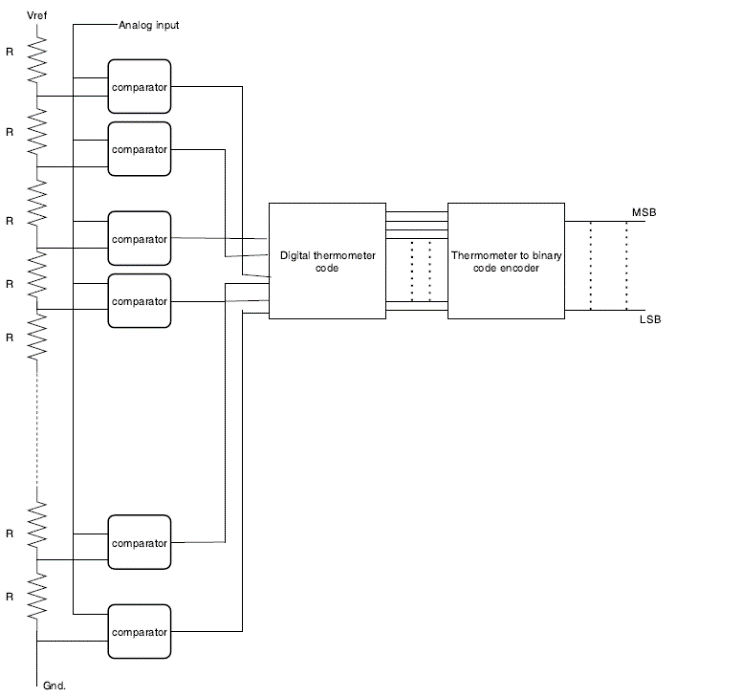 Vref
Analog input
R
comparator
R
comparator
R
comparator
R
comparator
R
Digital thermometer
code
Thermometer to binary
code encoder
MSB
LSB
R
comparator
R
comparator
Gnd.